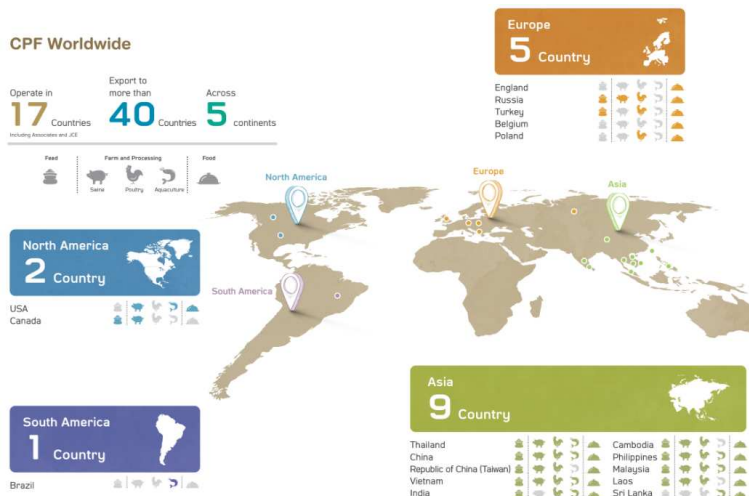 CPF Worldwide
Operate in
17 Countries
Including Associates and JCE
Export to
more than
40 Countries
Across
5 continents
Feed
Farm and Processing
Food
Swine
Poultry
Aquaculture
Europe
5 Country
England
Russia
Turkey
Belgium
Poland
North America
Europe
Asia
South America
North America
2 Country
USA
Canada
South America
1 Country
Brazil
Asia
9 Country
Thailand
China
Republic of China (Taiwan)
Vietnam
India
Cambodia
Philippines
Malaysia
Laos
Sri Lanka